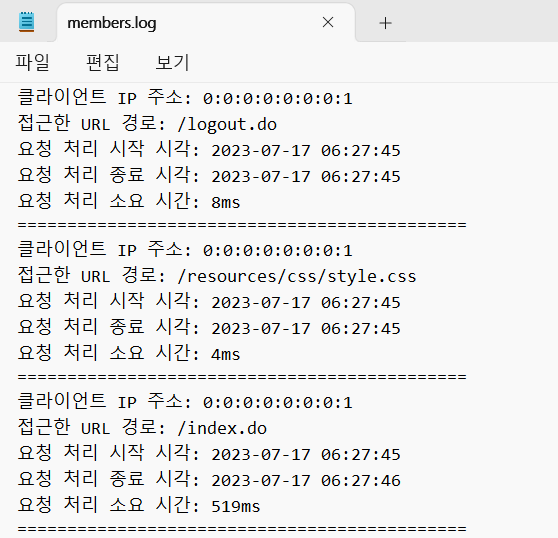 members.log
파일 편집 보기
클라이언트 IP 주소: 0:0:0:0:0:0:0:1
접근한 URL 경로: /logout.do
요청 처리 시작 시각: 2023-07-17 06:27:45
요청 처리 종료 시각: 2023-07-17 06:27:45
요청 처리 소요 시간: 8ms
=============================================
클라이언트 IP 주소: 0:0:0:0:0:0:0:1
접근한 URL 경로: /resources/css/style.css
요청 처리 시작 시각: 2023-07-17 06:27:45
요청 처리 종료 시각: 2023-07-17 06:27:45
요청 처리 소요 시간: 4ms
=============================================
클라이언트 IP 주소: 0:0:0:0:0:0:0:1
접근한 URL 경로: /index.do
요청 처리 시작 시각: 2023-07-17 06:27:45
요청 처리 종료 시각: 2023-07-17 06:27:46
요청 처리 소요 시간: 519ms
=============================================